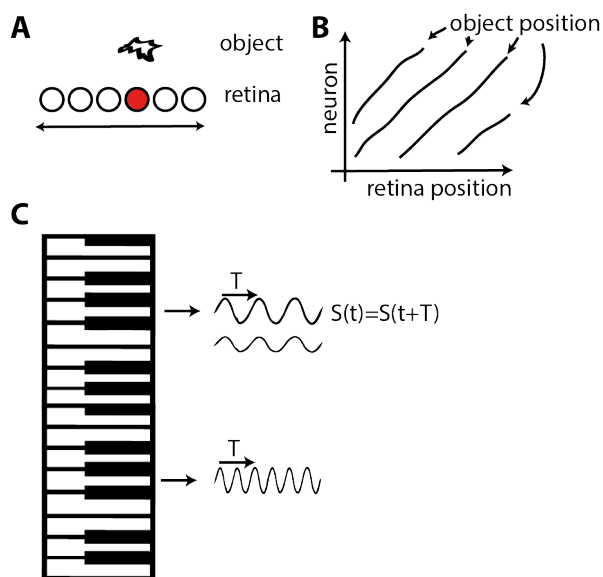 A
object
retina
B
object position
neuron
retina position
C
T
S(t)=S(t+T)
T